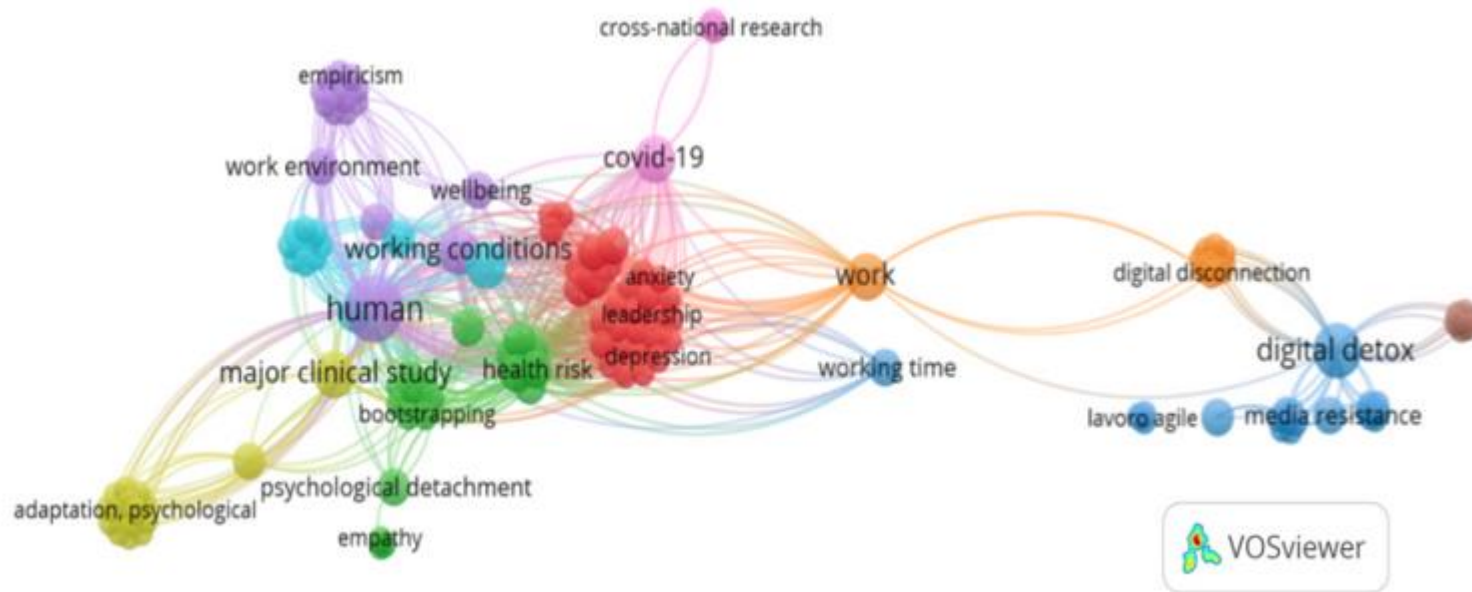 cross-national research
empiricism
covid-19
work environment
wellbeing
working conditions
anxiety
work
digital disconnection
human
leadership
digital detox
depression
health risk
working time
major clinical study
bootstrapping
lavoro agile
media resistance
psychological detachment
adaptation, psychological
empathy
VOSviewer